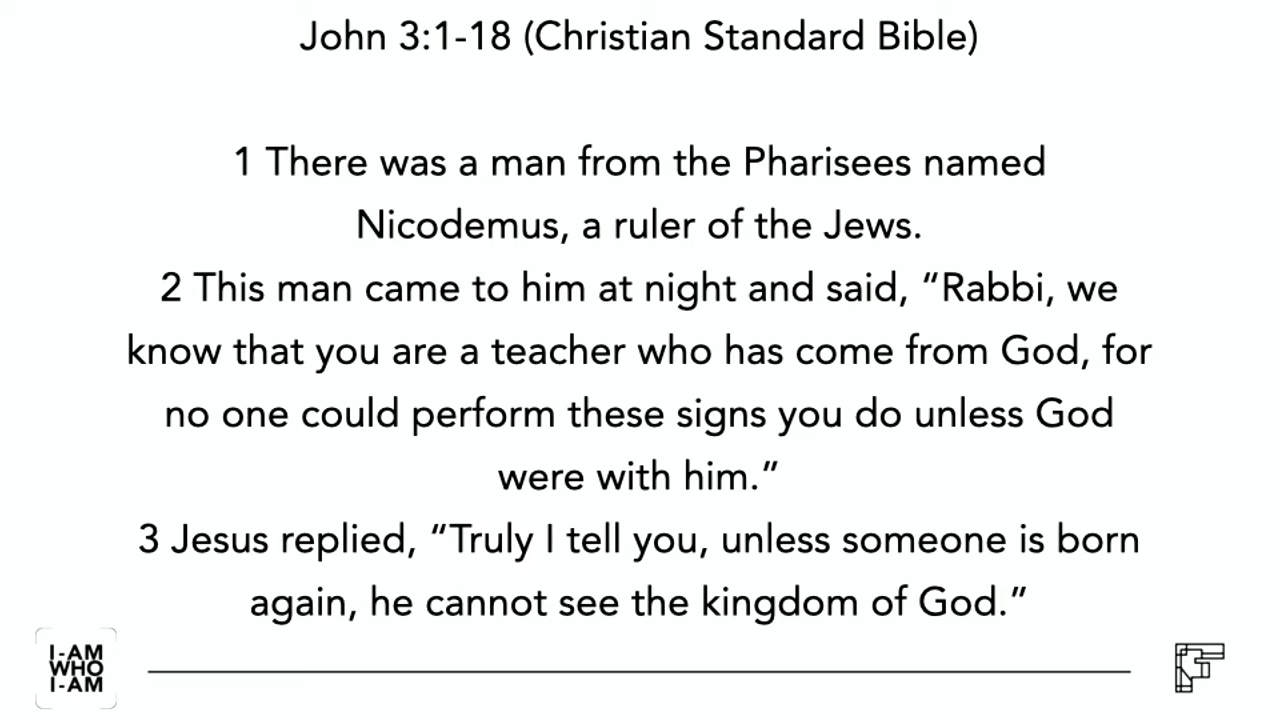 John 3:1-18 (Christian Standard Bible)
1 There was a man from the Pharisees named
Nicodemus, a ruler of the Jews.
2 This man came to him at night and said, “Rabbi, we
know that you are a teacher who has come from God, for
no one could perform these signs you do unless God
were with him.”
3 Jesus replied, “Truly I tell you, unless someone is born
again, he cannot see the kingdom of God.”
I-AM
WHO
I-AM